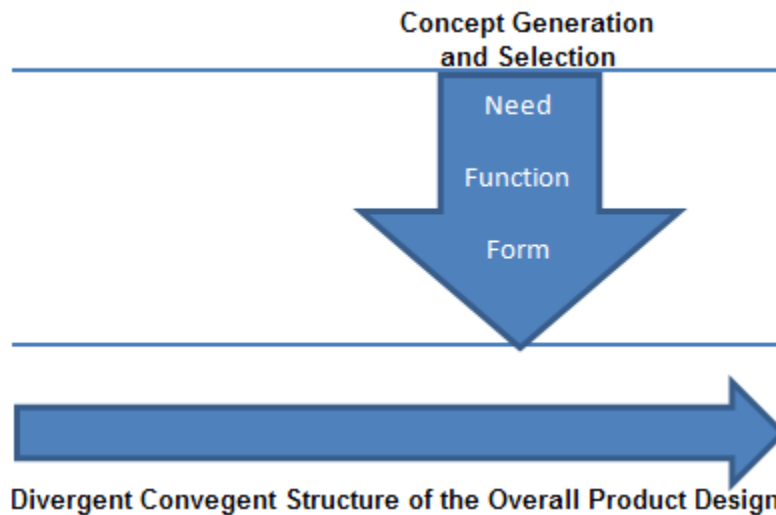 Concept Generation
and Selection
Need
Function
Form
Divergent Convegent Structure of the Overall Product Design